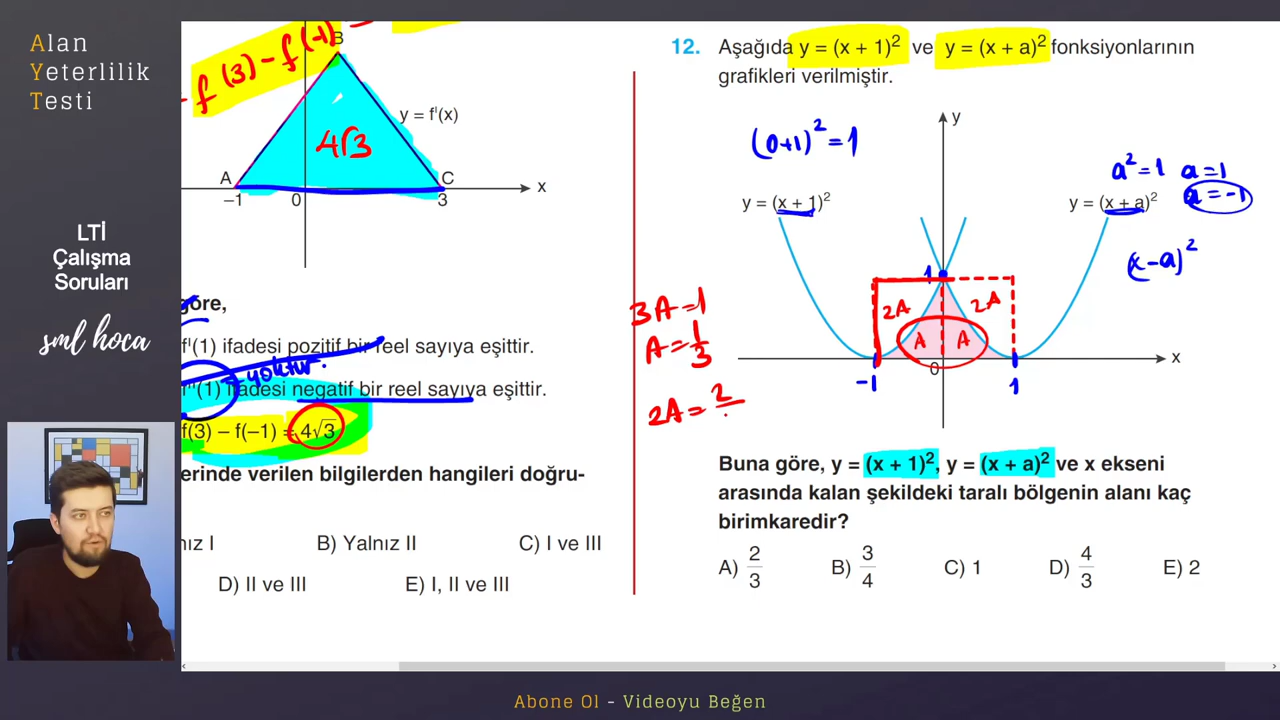 Alan
Yeterlilik
Testi
LTİ
Çalışma
Soruları
sml hoca
f(3) - f(-1) =
B
y = f'(x)
4√3
A
C
x
-1
0
3
göre,
f'(1) ifadesi pozitif bir reel sayıya eşittir.
yoktur.
f''(1) ifadesi negatif bir reel sayıya eşittir.
f(3) – f(–1) = 4√3
erinde verilen bilgilerden hangileri doğru-
nız I
B) Yalnız II
C) I ve III
D) II ve III
E) I, II ve III
12. Aşağıda y = (x + 1)² ve y = (x + a)² fonksiyonlarının
grafikleri verilmiştir.
y
(0+1)² = 1
a² = 1 a = 1
a = -1
y = (x + 1)²
y = (x + a)²
(x - a)²
1
2A 2A
A A
0
x
-1
1
3A = 1
A = 1/3
2A = 2
Buna göre, y = (x + 1)², y = (x + a)² ve x ekseni
arasında kalan şekildeki taralı bölgenin alanı kaç
birimkaredir?
A) 2/3 B) 3/4 C) 1 D) 4/3 E) 2
Abone Ol - Videoyu Beğen